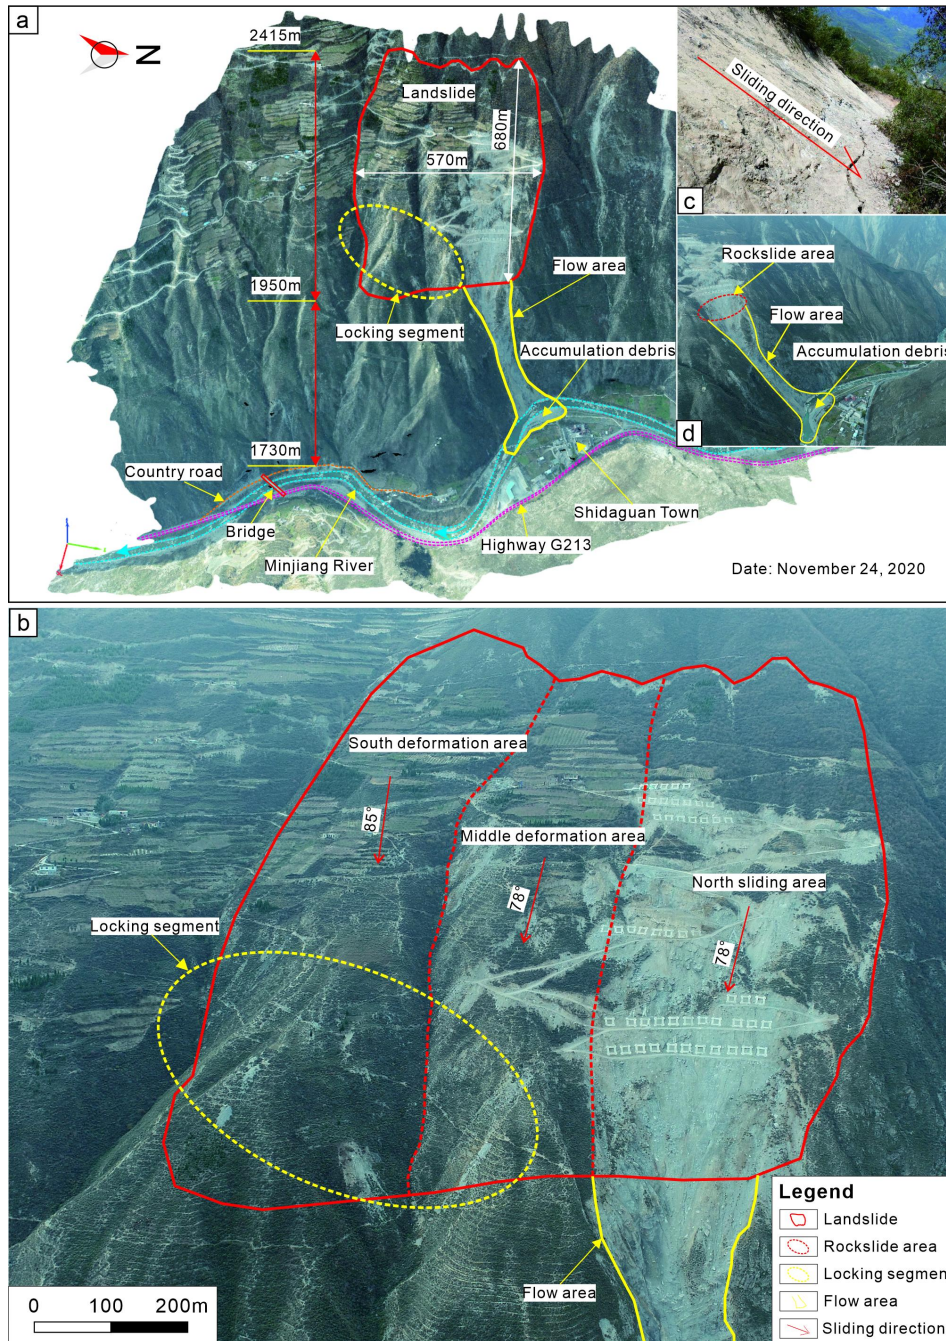 a
N
2415m
Landslide
680m
570m
1950m
Flow area
Locking segment
Accumulation debris
1730m
Country road
Bridge
Minjiang River
Shidaguan Town
Highway G213
Date: November 24, 2020
Sliding direction
c
Rockslide area
Flow area
Accumulation debris
d
b
South deformation area
85°
Middle deformation area
78°
North sliding area
78°
Locking segment
Flow area
0 100 200m
Legend
Landslide
Rockslide area
Locking segment
Flow area
Sliding direction